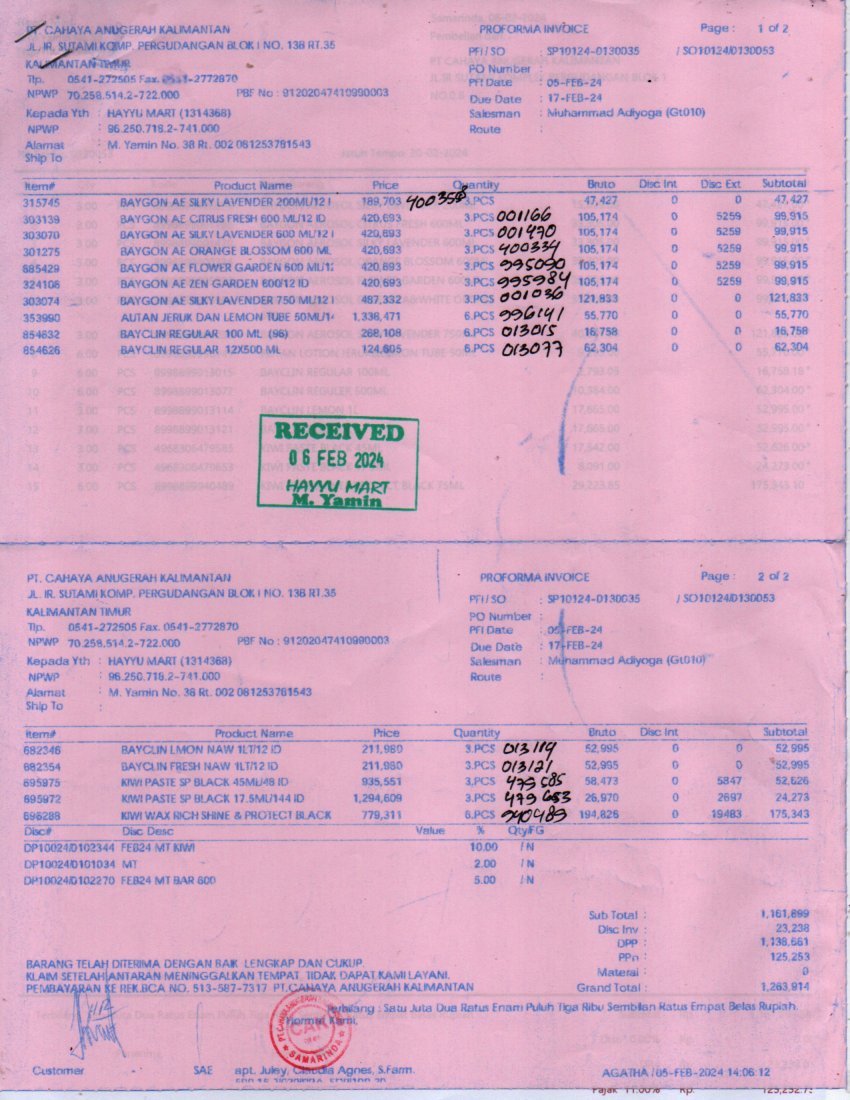 PT. CAHAYA ANUGERAH KALIMANTAN PROFORMA INVOICE Page : 1 of 2
JL. IR. SUTAMI KOMP. PERGUDANGAN BLOK I NO. 13B RT.35 PFI / SO : SP10124-0130035 / SO10124/0130053
KALIMANTAN TIMUR PO Number :
Tlp. 0541-272505 Fax. 0541-2772870 PFI Date : 05-FEB-24
NPWP 70.258.514.2-722.000 PBF No : 91202047410990003 Due Date : 17-FEB-24
Kepada Yth : HAYYU MART (1314368) Salesman : Muhammad Adiyoga (Gt010)
NPWP : 96.250.718.2-741.000 Route :
Alamat : M. Yamin No. 38 Rt. 002 081253781543
Ship To :
Item# Product Name Price Quantity Bruto Disc Int Disc Ext Subtotal
315745 BAYGON AE SILKY LAVENDER 200ML/12 I 189,703 3.PCS 47,427 0 0 47,427
303139 BAYGON AE CITRUS FRESH 600 ML/12 ID 420,693 3.PCS 001166 105,174 0 5259 99,915
303070 BAYGON AE SILKY LAVENDER 600 ML/12 I 420,693 3.PCS 001470 105,174 0 5259 99,915
301275 BAYGON AE ORANGE BLOSSOM 600 ML 420,693 3.PCS 400334 105,174 0 5259 99,915
685429 BAYGON AE FLOWER GARDEN 600 ML/12 420,693 3.PCS 995090 105,174 0 5259 99,915
324106 BAYGON AE ZEN GARDEN 600/12 ID 420,693 3.PCS 995984 105,174 0 5259 99,915
303074 BAYGON AE SILKY LAVENDER 750 ML/12 I 487,332 3.PCS 001036 121,833 0 0 121,833
353990 AUTAN JERUK DAN LEMON TUBE 50ML/14 1,338,471 6.PCS 996141 55,770 0 0 55,770
854632 BAYCLIN REGULAR 100 ML (96) 268,108 6.PCS 013015 16,758 0 0 16,758
854626 BAYCLIN REGULAR 12X500 ML 124,605 6.PCS 013077 62,304 0 0 62,304
RECEIVED
06 FEB 2024
HAYYU MART
M. Yamin
PT. CAHAYA ANUGERAH KALIMANTAN PROFORMA INVOICE Page : 2 of 2
JL. IR. SUTAMI KOMP. PERGUDANGAN BLOK I NO. 13B RT.35 PFI / SO : SP10124-0130035 / SO10124/0130053
KALIMANTAN TIMUR PO Number :
Tlp. 0541-272505 Fax. 0541-2772870 PFI Date : 05-FEB-24
NPWP 70.258.514.2-722.000 PBF No : 91202047410990003 Due Date : 17-FEB-24
Kepada Yth : HAYYU MART (1314368) Salesman : Muhammad Adiyoga (Gt010)
NPWP : 96.250.718.2-741.000 Route :
Alamat : M. Yamin No. 38 Rt. 002 081253781543
Ship To :
Item# Product Name Price Quantity Bruto Disc Int Subtotal
682346 BAYCLIN LMON NAW 1LT/12 ID 211,980 3.PCS 013114 52,995 0 0 52,995
682354 BAYCLIN FRESH NAW 1LT/12 ID 211,980 3.PCS 013121 52,995 0 0 52,995
695975 KIWI PASTE SP BLACK 45ML/48 ID 935,551 3.PCS 479585 58,473 0 5847 52,626
695972 KIWI PASTE SP BLACK 17.5ML/144 ID 1,294,609 3.PCS 479653 26,970 0 2697 24,273
696288 KIWI WAX RICH SHINE & PROTECT BLACK 779,311 6.PCS 940489 194,826 0 19483 175,343
Disc# Disc Desc Value % Qty/FG
DP10024/0102344 FEB24 MT KIWI 10.00 / N
DP10024/0101034 MT 2.00 / N
DP10024/0102270 FEB24 MT BAR 600 5.00 / N
Sub Total : 1,161,899
Disc Inv : 23,238
DPP : 1,138,661
PPn : 125,253
Materai : 0
Grand Total : 1,263,914
BARANG TELAH DITERIMA DENGAN BAIK LENGKAP DAN CUKUP.
KLAIM SETELAH ANTARAN MENINGGALKAN TEMPAT. TIDAK DAPAT KAMI LAYANI.
PEMBAYARAN KE REK.BCA NO. 513-587-7317 PT.CAHAYA ANUGERAH KALIMANTAN
Terbilang : Satu Juta Dua Ratus Enam Puluh Tiga Ribu Sembilan Ratus Empat Belas Rupiah.
Hormat Kami,
SAMARINDA
Customer SAE apt. Juley, Claudia Agnes, S.Farm. AGATHA / 05-FEB-2024 14:06:12
Pajak 11.00% Rp.